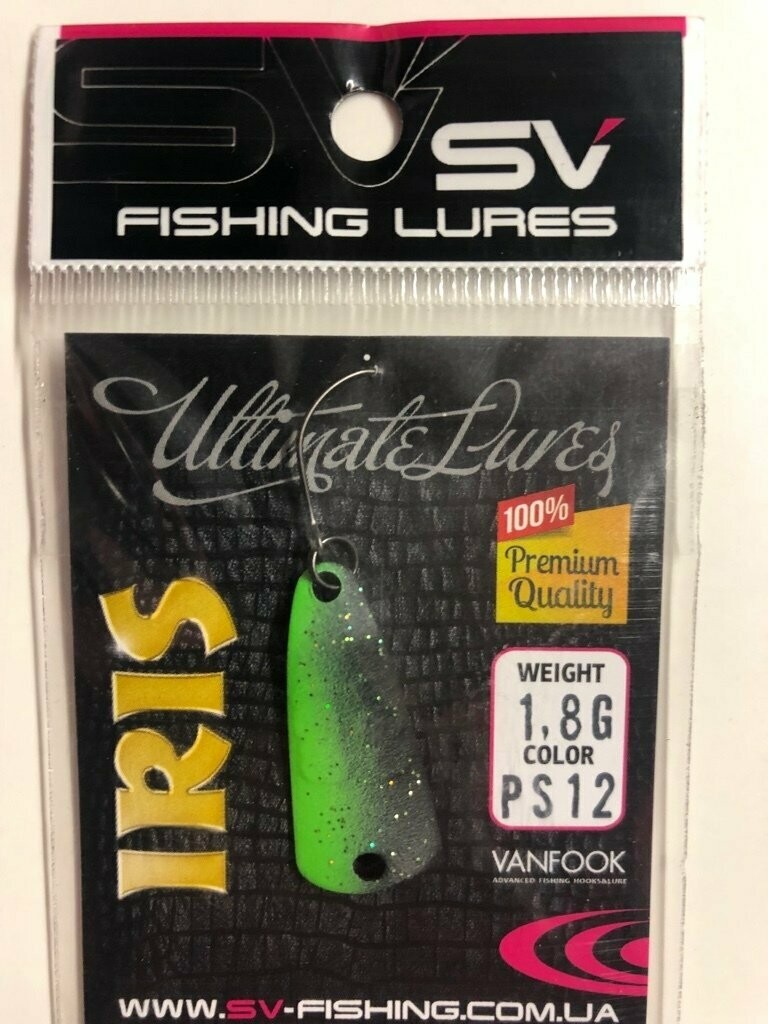 SV
SV
FISHING LURES
Ultimate Lures
100%
Premium
Quality
IRIS
WEIGHT
1,8G
COLOR
PS12
VANFOOK
ADVANCED FISHING HOOKS&LURE
WWW.SV-FISHING.COM.UA